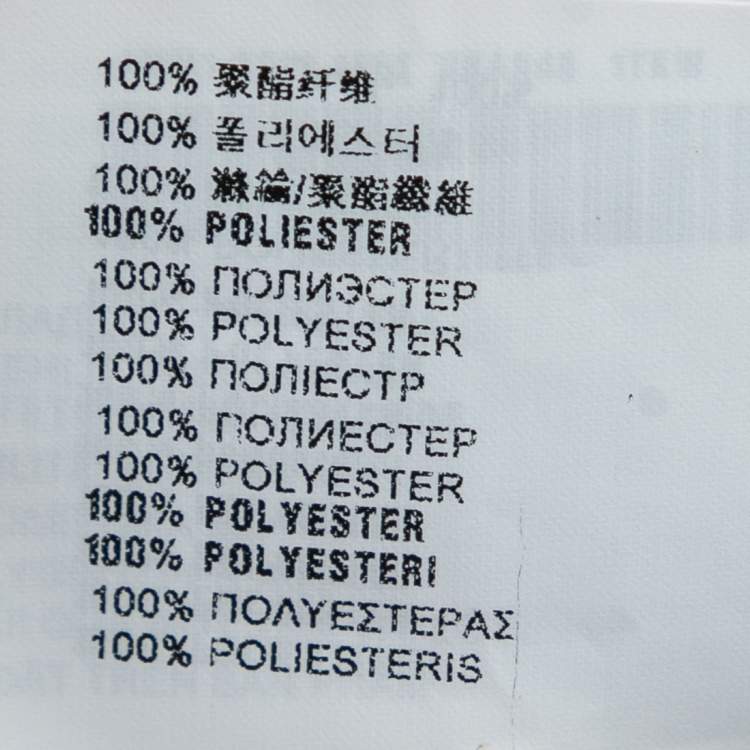 100% 聚酯纤维
100% 폴리에스터
100% 滌綸/聚酯纖維
100% POLIESTER
100% ПОЛИЭСТЕР
100% POLYESTER
100% ПОЛІЕСТР
100% ПОЛИЕСТЕР
100% POLYESTER
100% POLYESTER
100% POLYESTERI
100% ΠΟΛΥΕΣΤΕΡΑΣ
100% POLIESTERIS